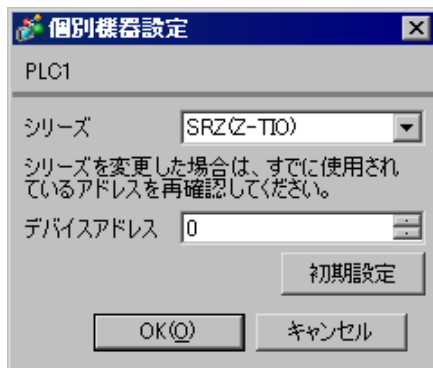 個別機器設定
PLC1
シリーズ SRZ(Z-TIO)
シリーズを変更した場合は、すでに使用され
ているアドレスを再確認してください。
デバイスアドレス 0
初期設定
OK(O) キャンセル